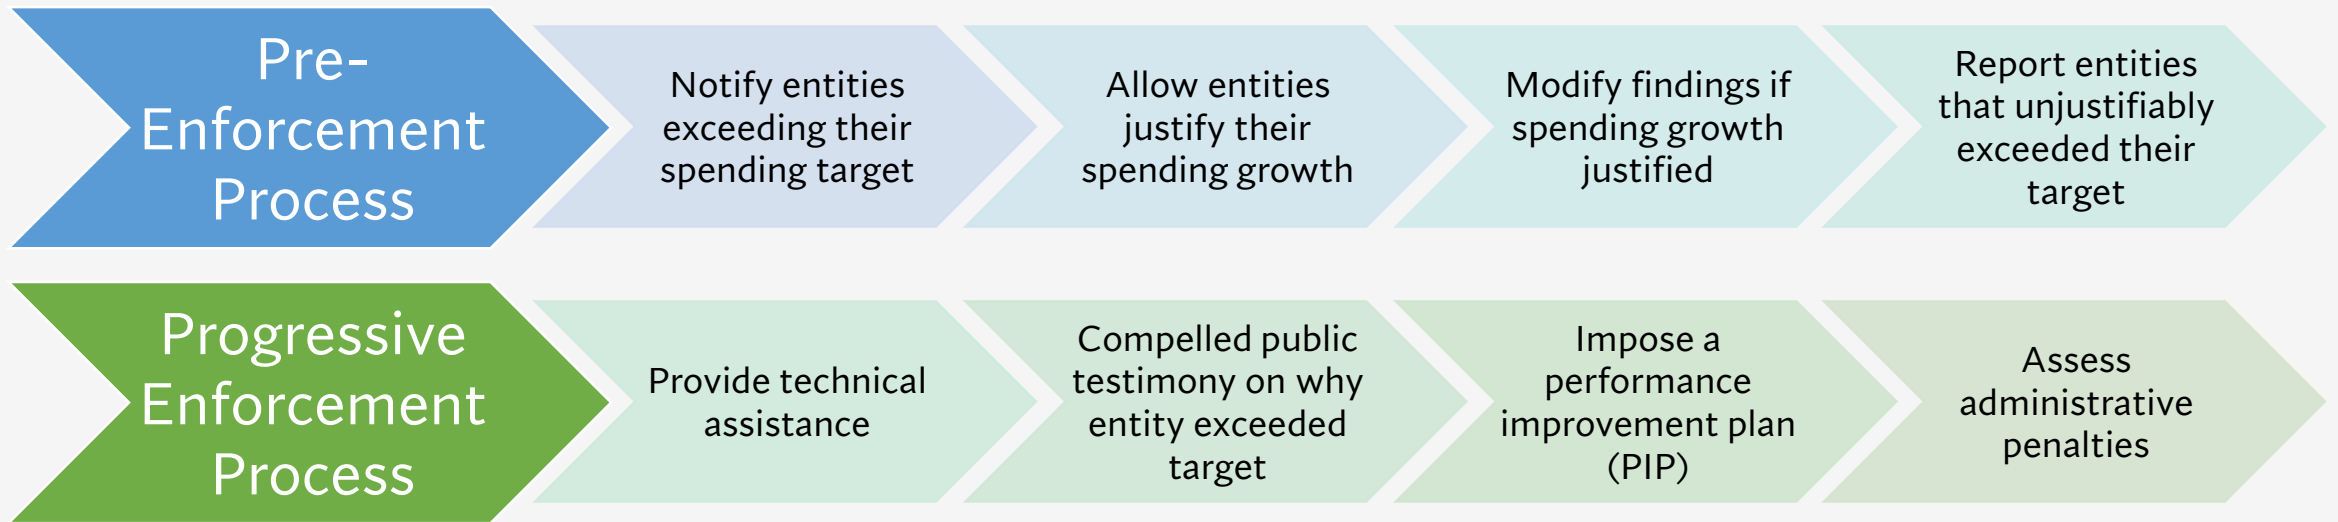 Pre-
Enforcement
Process
Notify entities
exceeding their
spending target
Allow entities
justify their
spending growth
Modify findings if
spending growth
justified
Report entities
that unjustifiably
exceeded their
target
Progressive
Enforcement
Process
Provide technical
assistance
Compelled public
testimony on why
entity exceeded
target
Impose a
performance
improvement plan
(PIP)
Assess
administrative
penalties